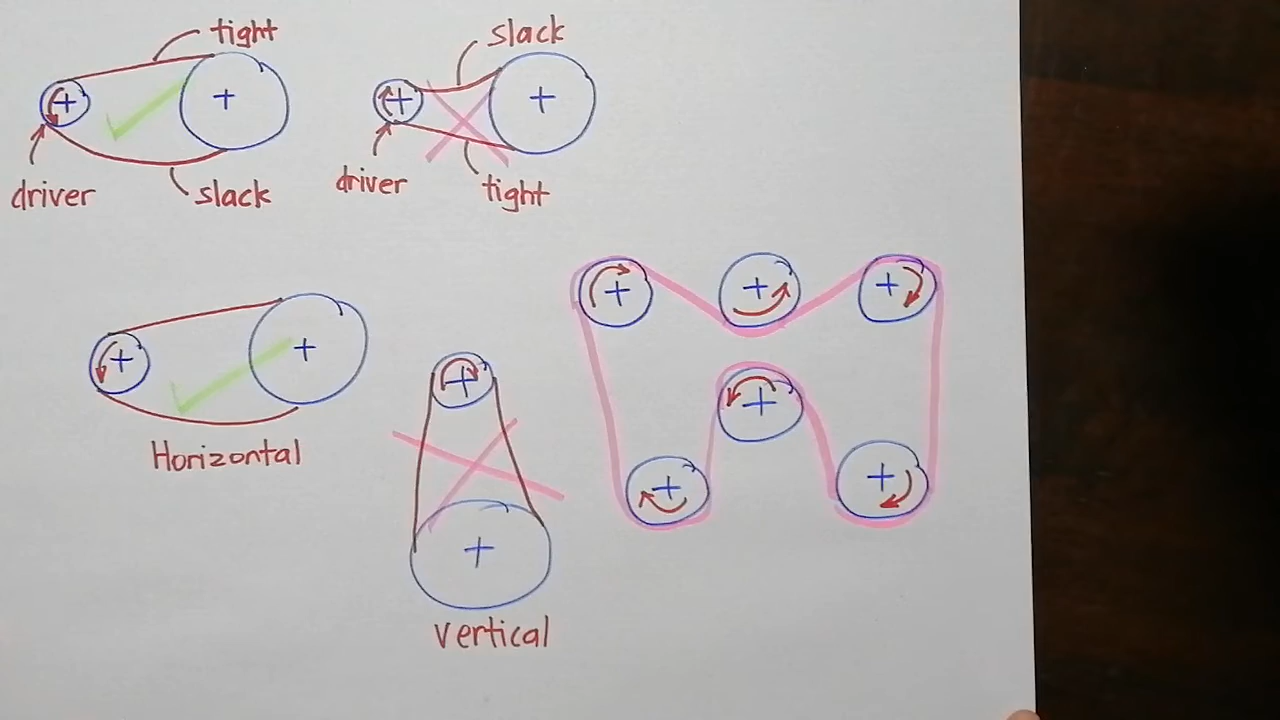 tight
slack
driver
slack
driver
tight
Horizontal
vertical